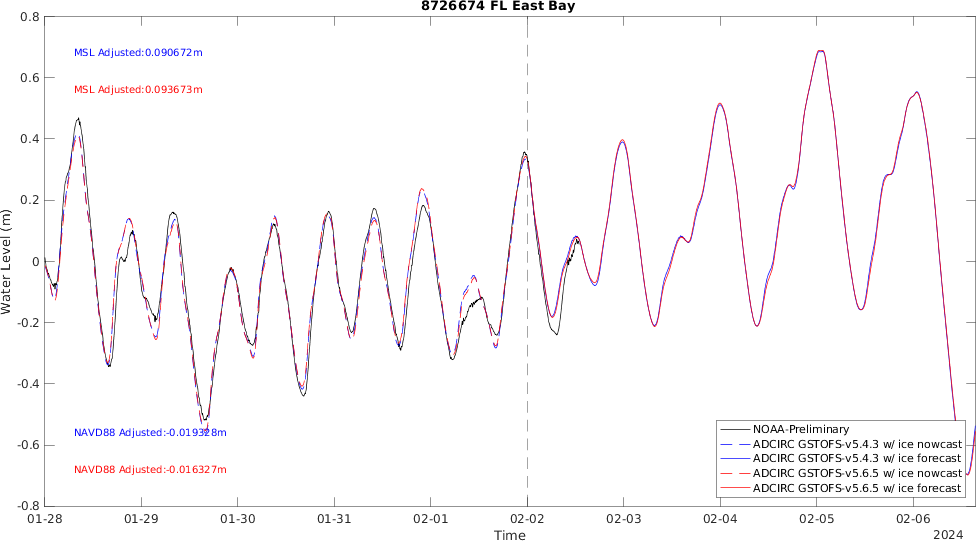 8726674 FL East Bay
0.8
0.6
0.4
0.2
0
-0.2
-0.4
-0.6
-0.8
Water Level (m)
MSL Adjusted:0.090672m
MSL Adjusted:0.093673m
NAVD88 Adjusted:-0.019328m
NAVD88 Adjusted:-0.016327m
NOAA-Preliminary
ADCIRC GSTOFS-v5.4.3 w/ ice nowcast
ADCIRC GSTOFS-v5.4.3 w/ ice forecast
ADCIRC GSTOFS-v5.6.5 w/ ice nowcast
ADCIRC GSTOFS-v5.6.5 w/ ice forecast
01-28 01-29 01-30 01-31 02-01 02-02 02-03 02-04 02-05 02-06
Time
2024